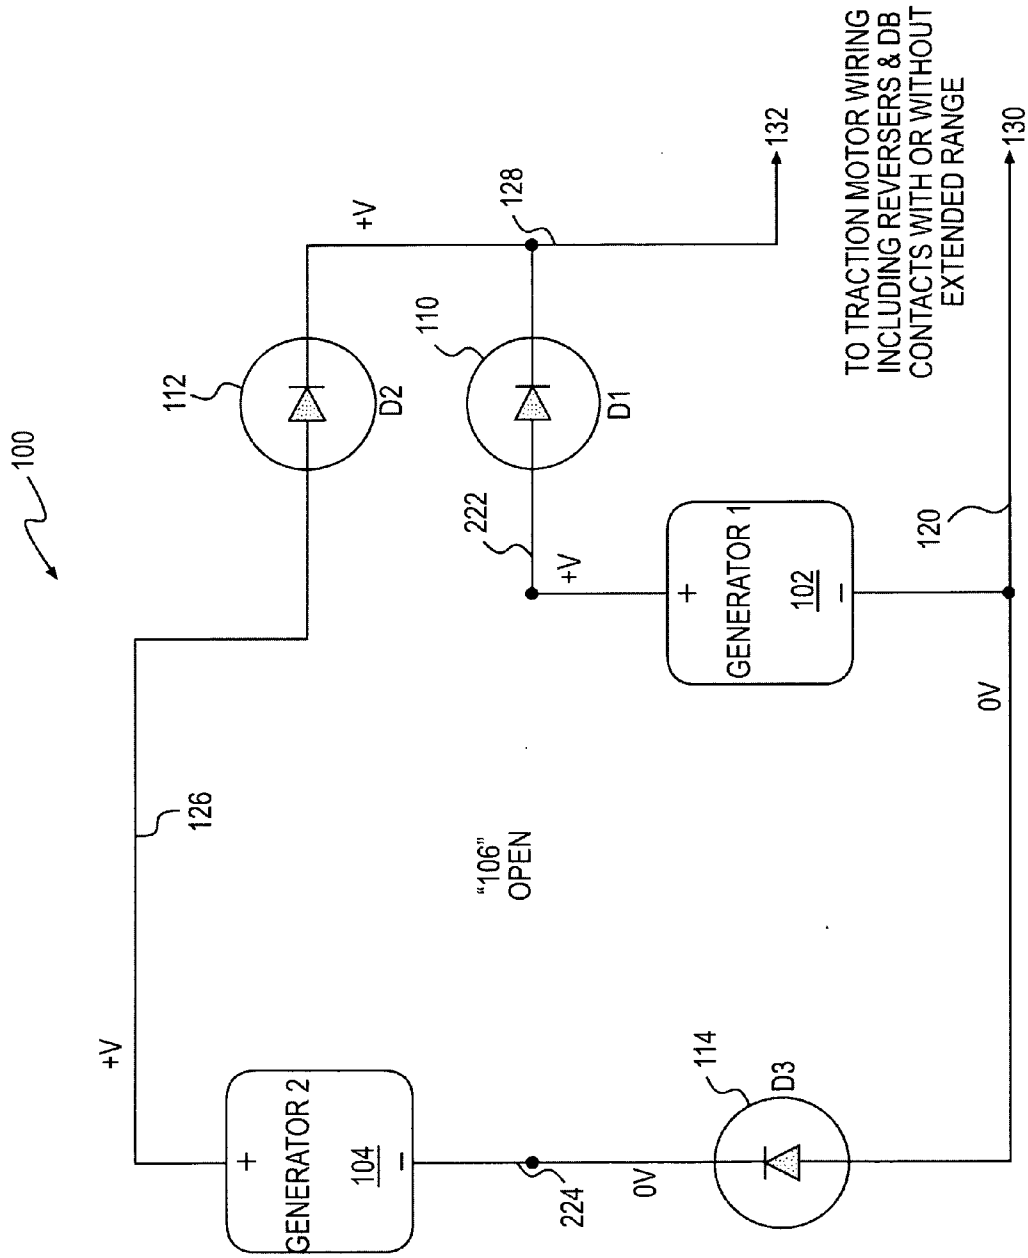 100
+V
126
112
D2
+V
110
D1
128
132
222
+V
"106"
OPEN
GENERATOR 2
+
104
−
224
0V
114
D3
GENERATOR 1
+
102
−
0V
120
130
TO TRACTION MOTOR WIRING
INCLUDING REVERSERS & DB
CONTACTS WITH OR WITHOUT
EXTENDED RANGE